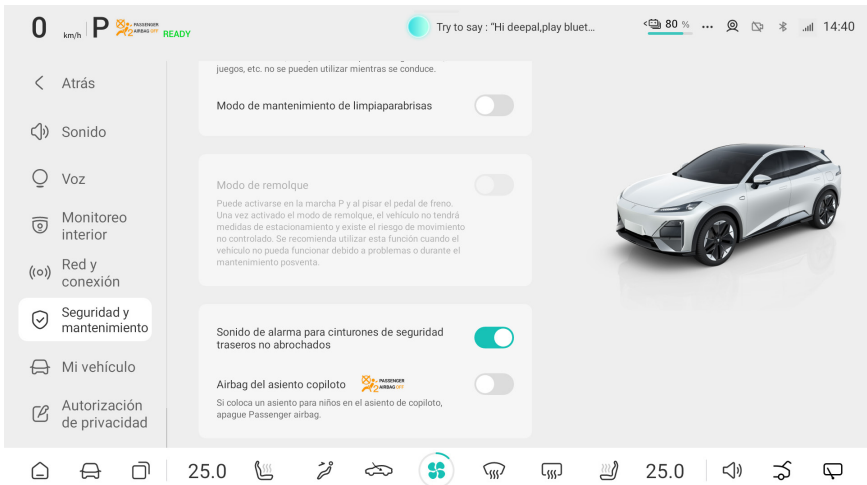 0 km/h P PASSENGER
2 AIRBAG OFF READY
Try to say : “Hi deepal,play bluet...
80 % ... 14:40
Atrás
Sonido
Voz
Monitoreo
interior
Red y
conexión
Seguridad y
mantenimiento
Mi vehículo
Autorización
de privacidad
juegos, etc. no se pueden utilizar mientras se conduce.
Modo de mantenimiento de limpiaparabrisas
Modo de remolque
Puede activarse en la marcha P y al pisar el pedal de freno.
Una vez activado el modo de remolque, el vehículo no tendrá
medidas de estacionamiento y existe el riesgo de movimiento
no controlado. Se recomienda utilizar esta función cuando el
vehículo no pueda funcionar debido a problemas o durante el
mantenimiento posventa.
Sonido de alarma para cinturones de seguridad
traseros no abrochados
Airbag del asiento copiloto PASSENGER
2 AIRBAG OFF
Si coloca un asiento para niños en el asiento de copiloto,
apague Passenger airbag.
25.0 25.0